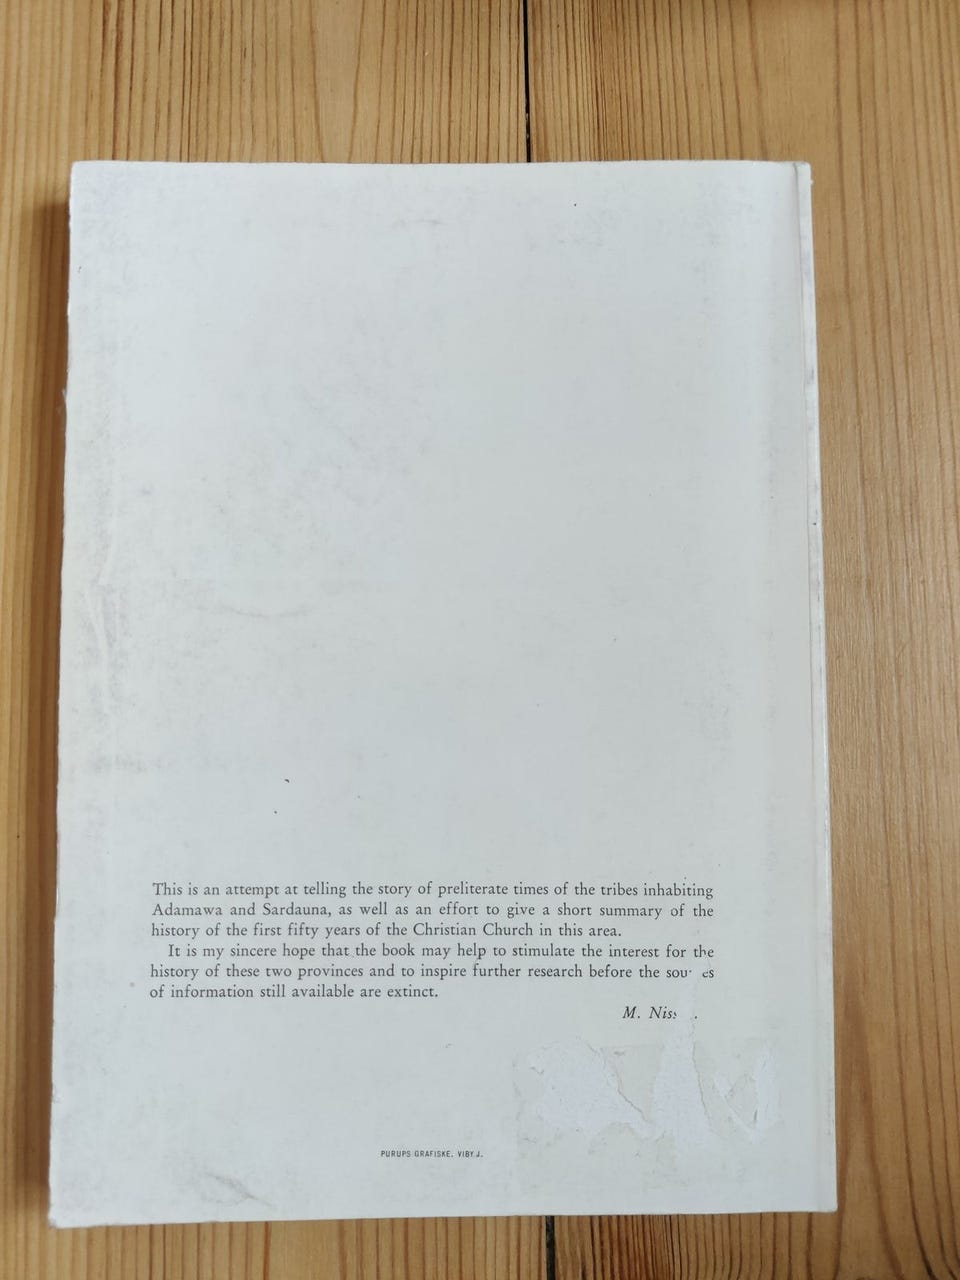 This is an attempt at telling the story of preliterate times of the tribes inhabiting
Adamawa and Sardauna, as well as an effort to give a short summary of the
history of the first fifty years of the Christian Church in this area.
It is my sincere hope that the book may help to stimulate the interest for the
history of these two provinces and to inspire further research before the
of information still available are extinct.
M.
PURUPS GRAFISKE. VIBY J.